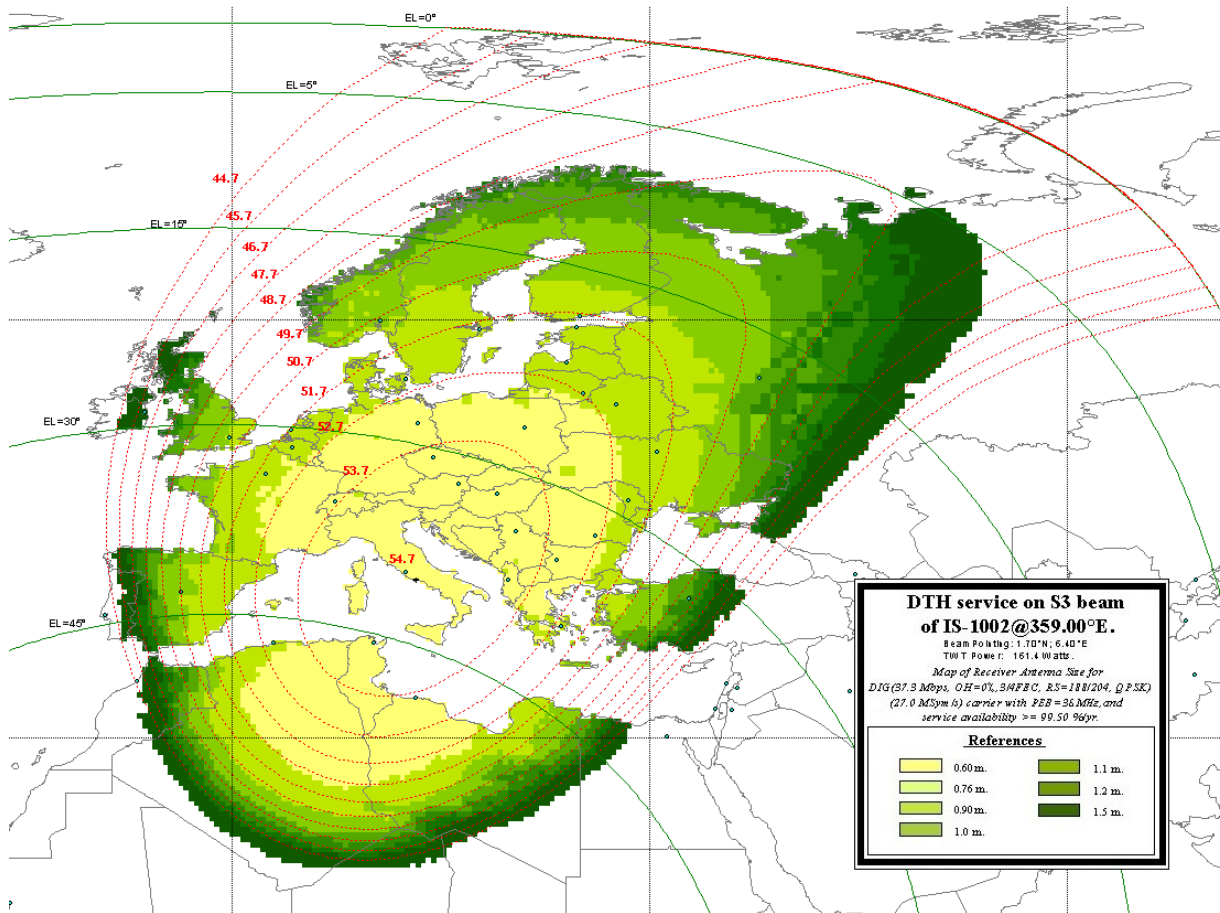 EL=0°
EL=5°
44.7
45.7
EL=15°
46.7
47.7
48.7
49.7
50.7
51.7
EL=30°
52.7
53.7
54.7
EL=45°
DTH service on S3 beam
of IS-1002@359.00°E.
Beam Pointing: 1.70°N; 6.40°E
TWT Power: 161.4 Watts.
Map of Receiver Antenna Size for
DIG(37.3 Mbps, OH=0%, 3/4FEC, RS=188/204, QPSK)
(27.0 MSym/s) carrier with PEB=36MHz, and
service availability >= 99.50 %/yr.
References
0.60 m.
0.76 m.
0.90 m.
1.0 m.
1.1 m.
1.2 m.
1.5 m.